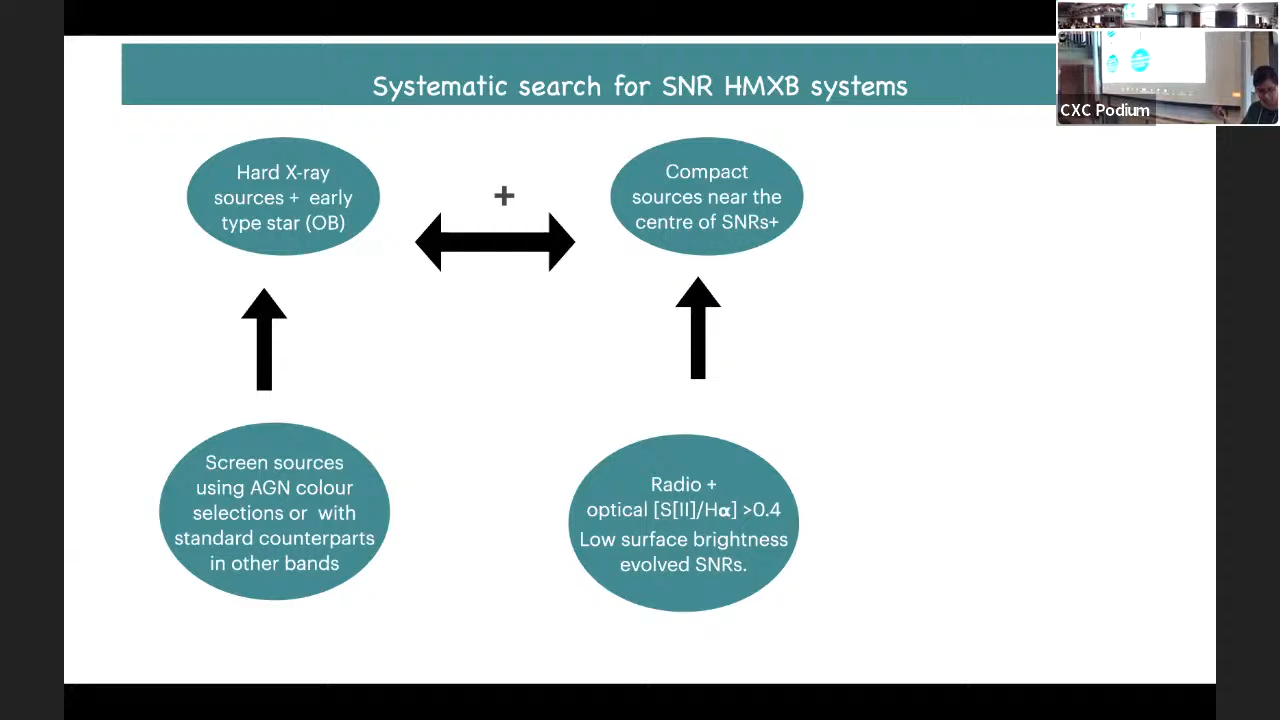 Systematic search for SNR HMXB systems
CXC Podium
Hard X-ray
sources + early
type star (OB)
+
Compact
sources near the
centre of SNRs+
Screen sources
using AGN colour
selections or with
standard counterparts
in other bands
Radio +
optical [S[II]/Hα] >0.4
Low surface brightness
evolved SNRs.